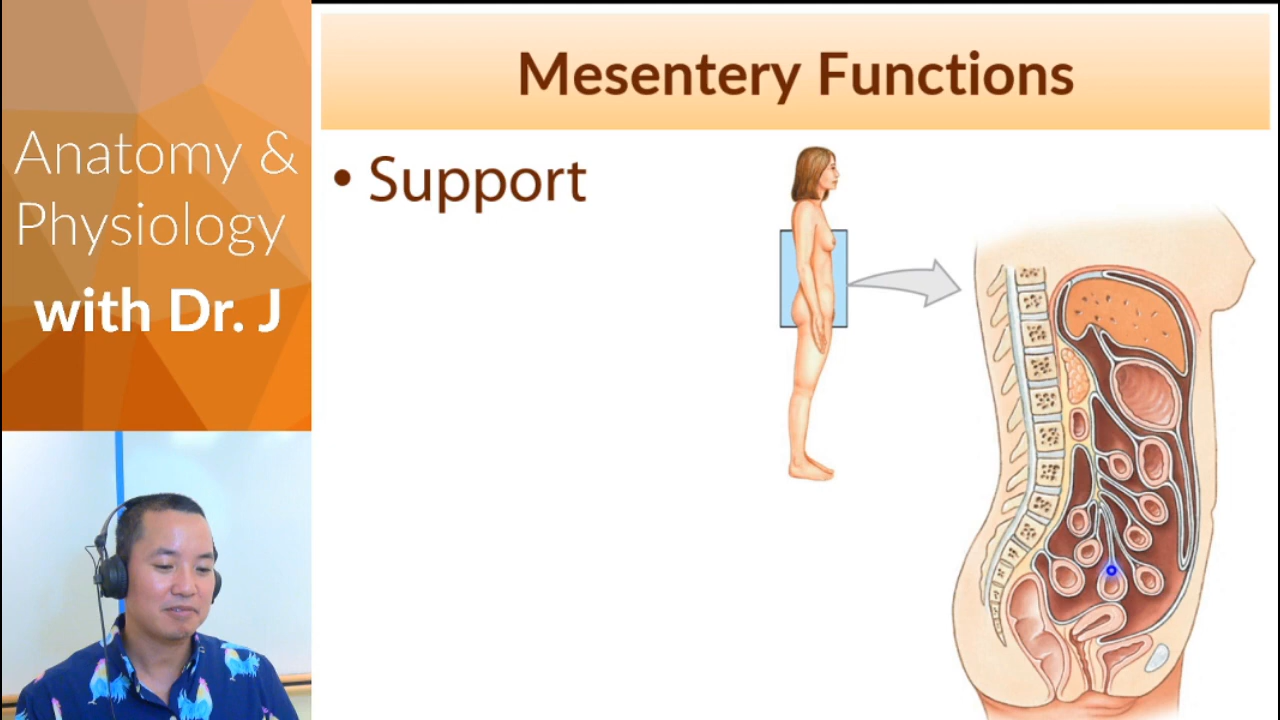 Anatomy &
Physiology
with Dr. J
Mesentery Functions
• Support